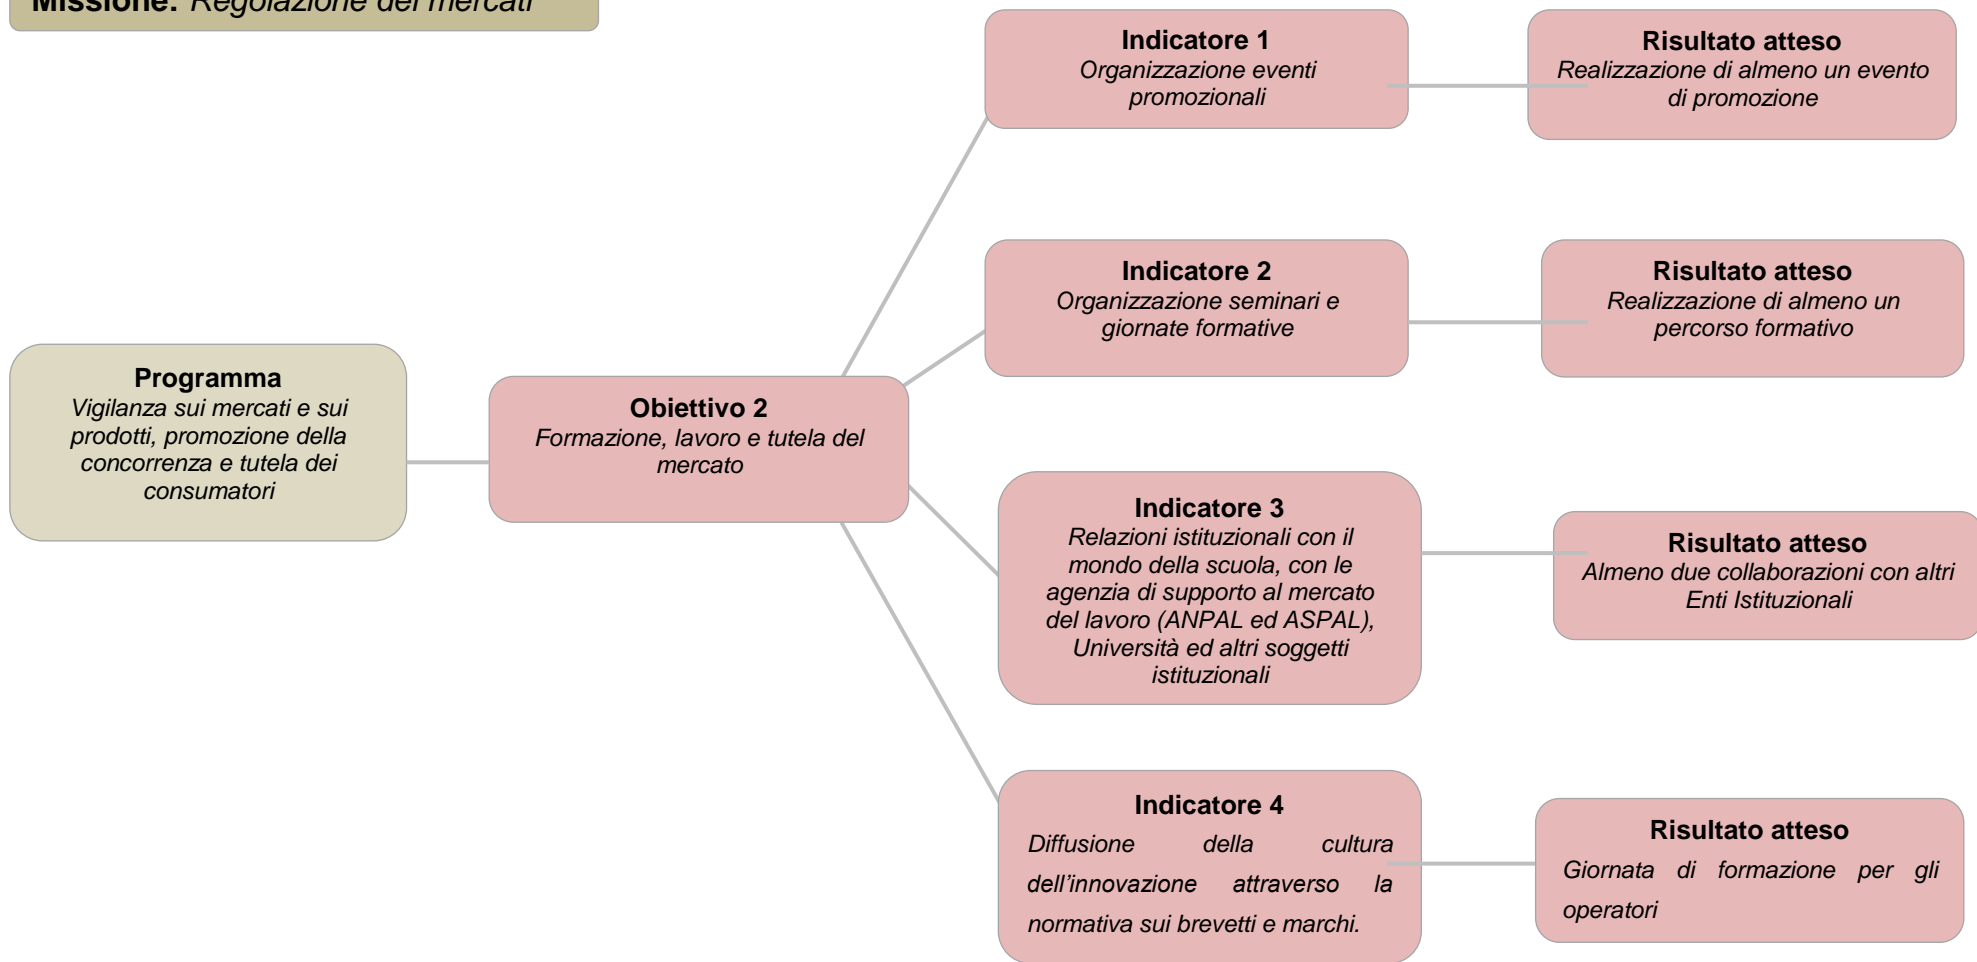 Missione: Regolazione dei mercati
Indicatore 1
Organizzazione eventi
promozionali
Risultato atteso
Realizzazione di almeno un evento
di promozione
Indicatore 2
Organizzazione seminari e
giornate formative
Risultato atteso
Realizzazione di almeno un
percorso formativo
Programma
Vigilanza sui mercati e sui
prodotti, promozione della
concorrenza e tutela dei
consumatori
Obiettivo 2
Formazione, lavoro e tutela del
mercato
Indicatore 3
Relazioni istituzionali con il
mondo della scuola, con le
agenzia di supporto al mercato
del lavoro (ANPAL ed ASPAL),
Università ed altri soggetti
istituzionali
Risultato atteso
Almeno due collaborazioni con altri
Enti Istituzionali
Indicatore 4
Diffusione della cultura
dell’innovazione attraverso la
normativa sui brevetti e marchi.
Risultato atteso
Giornata di formazione per gli
operatori